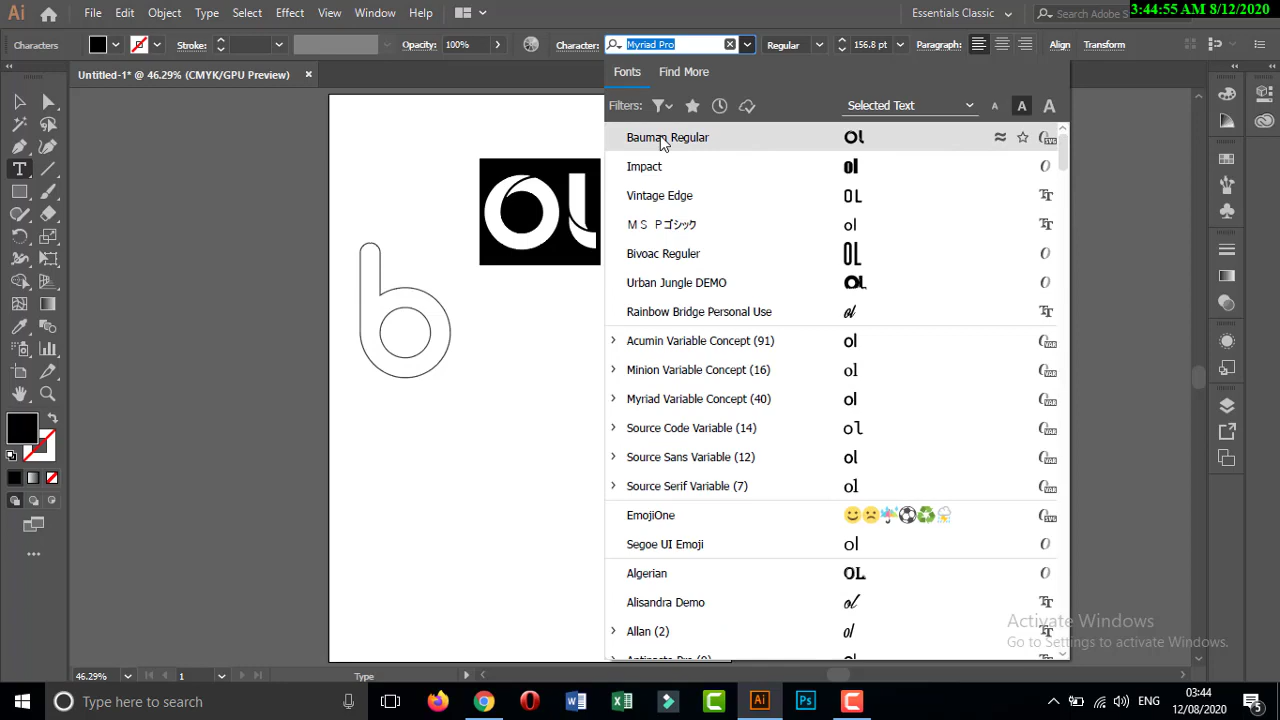 3:44:55 AM 8/12/2020
Ai File Edit Object Type Select Effect View Window Help Essentials Classic Search Adobe S
Characters Stroke: Opacity: 100% Character: Myriad Pro Regular 156.8 pt Paragraph: Align Transform
Untitled-1* @ 46.29% (CMYK/GPU Preview)
Fonts Find More
Filters: Selected Text A A A
Bauman Regular ol
Impact ol
Vintage Edge OL
ＭＳ Ｐゴシック ol
Bivoac Reguler OL
Urban Jungle DEMO OL
Rainbow Bridge Personal Use ol
Acumin Variable Concept (91) ol
Minion Variable Concept (16) ol
Myriad Variable Concept (40) ol
Source Code Variable (14) ol
Source Sans Variable (12) ol
Source Serif Variable (7) ol
EmojiOne
Segoe UI Emoji ol
Algerian OL
Alisandra Demo ol
Allan (2) ol
ol
b
Activate Windows
Go to Settings to activate Windows.
46.29% 1 Type
Type here to search Ai Ps ENG 03:44
12/08/2020 5